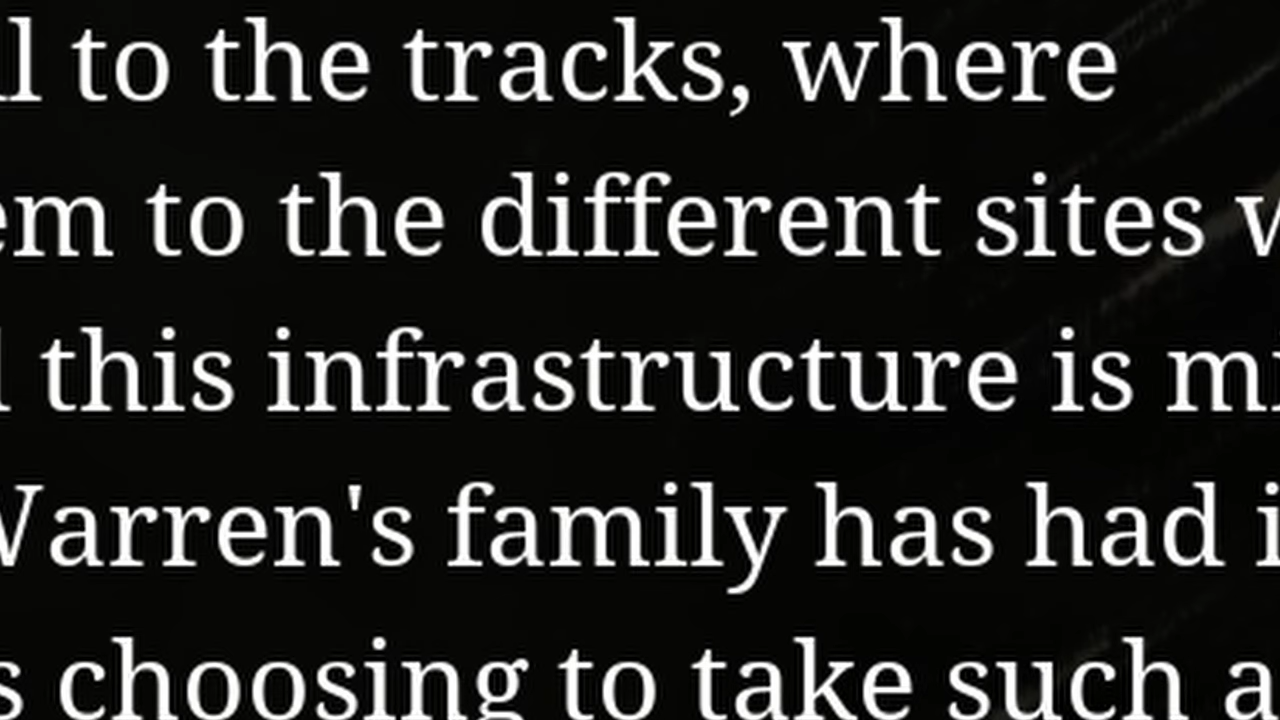 to the tracks, where
to the different sites
this infrastructure is
Warren's family has had
choosing to take such a